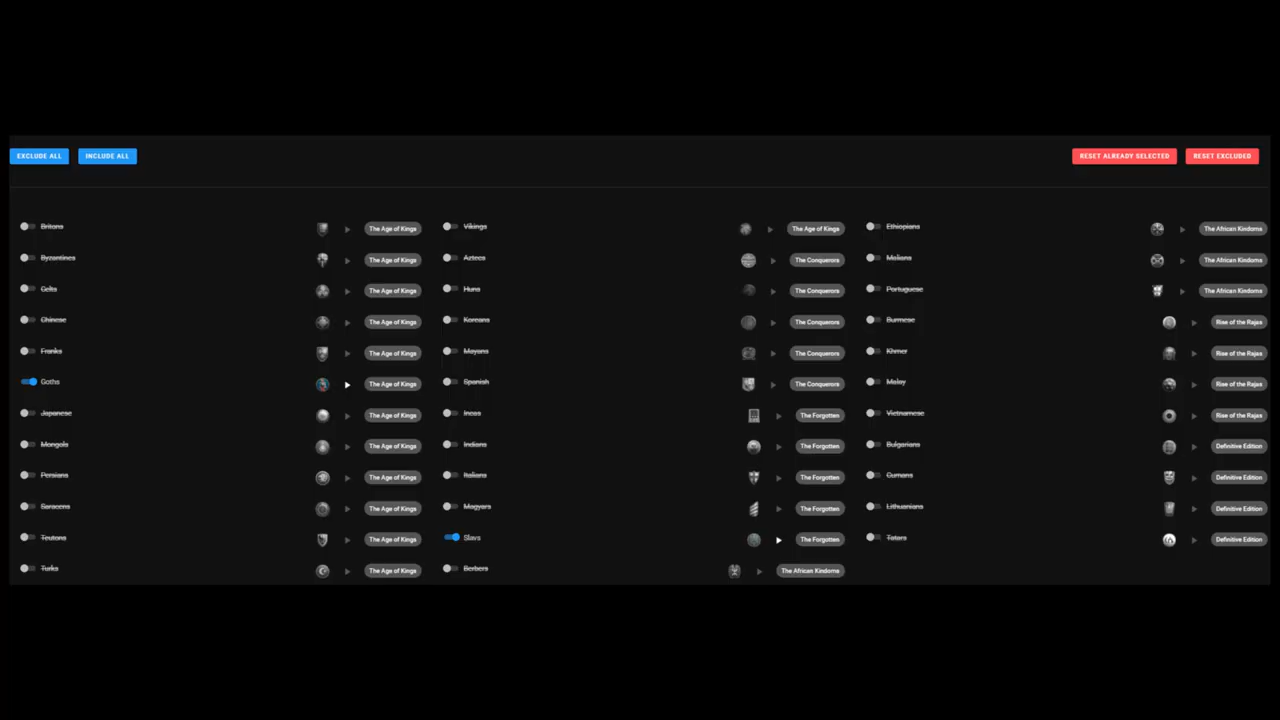 EXCLUDE ALL INCLUDE ALL RESET ALREADY SELECTED RESET EXCLUDED
Britons The Age of Kings Vikings The Age of Kings Ethiopians The African Kindoms
Byzantines The Age of Kings Aztecs The Conquerors Malians The African Kindoms
Celts The Age of Kings Huns The Conquerors Portuguese The African Kindoms
Chinese The Age of Kings Koreans The Conquerors Burmese Rise of the Rajas
Franks The Age of Kings Mayans The Conquerors Khmer Rise of the Rajas
Goths The Age of Kings Spanish The Conquerors Malay Rise of the Rajas
Japanese The Age of Kings Incas The Forgotten Vietnamese Rise of the Rajas
Mongols The Age of Kings Indians The Forgotten Bulgarians Definitive Edition
Persians The Age of Kings Italians The Forgotten Cumans Definitive Edition
Saracens The Age of Kings Magyars The Forgotten Lithuanians Definitive Edition
Teutons The Age of Kings Slavs The Forgotten Tatars Definitive Edition
Turks The Age of Kings Berbers The African Kindoms